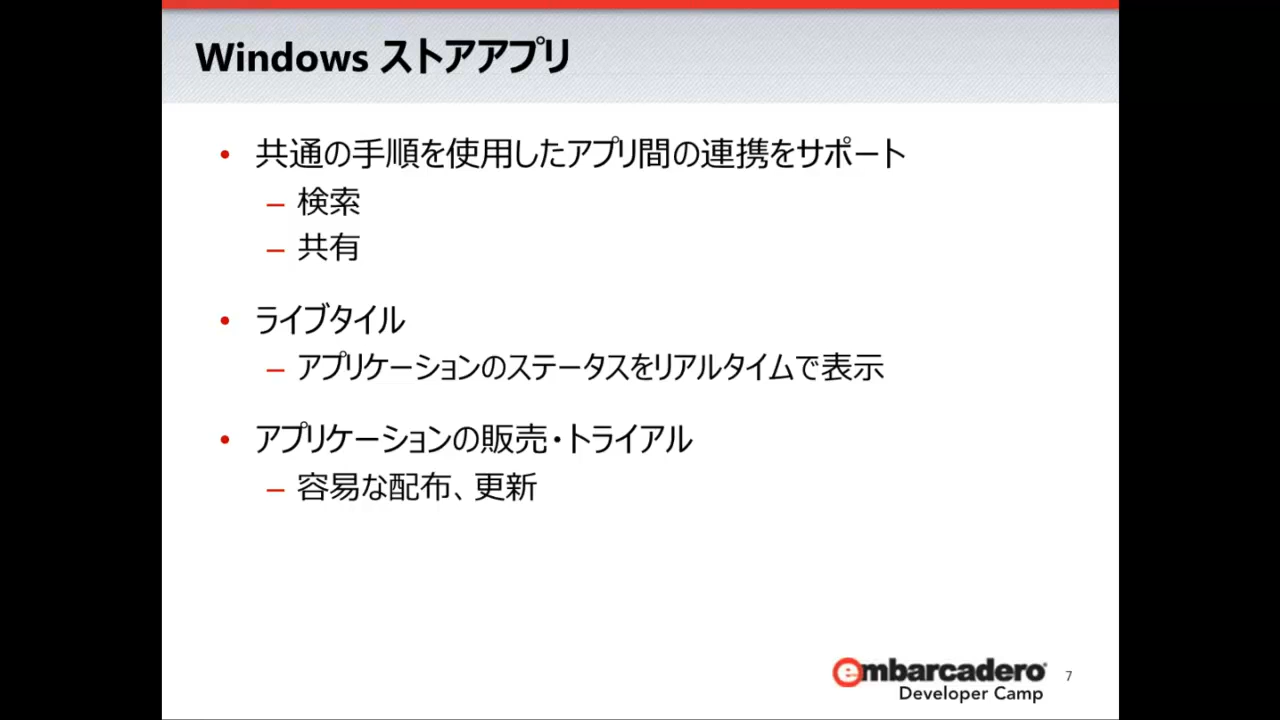 Windows ストアアプリ
• 共通の手順を使用したアプリ間の連携をサポート
– 検索
– 共有
• ライブタイル
– アプリケーションのステータスをリアルタイムで表示
• アプリケーションの販売・トライアル
– 容易な配布、更新
embarcadero
Developer Camp
7